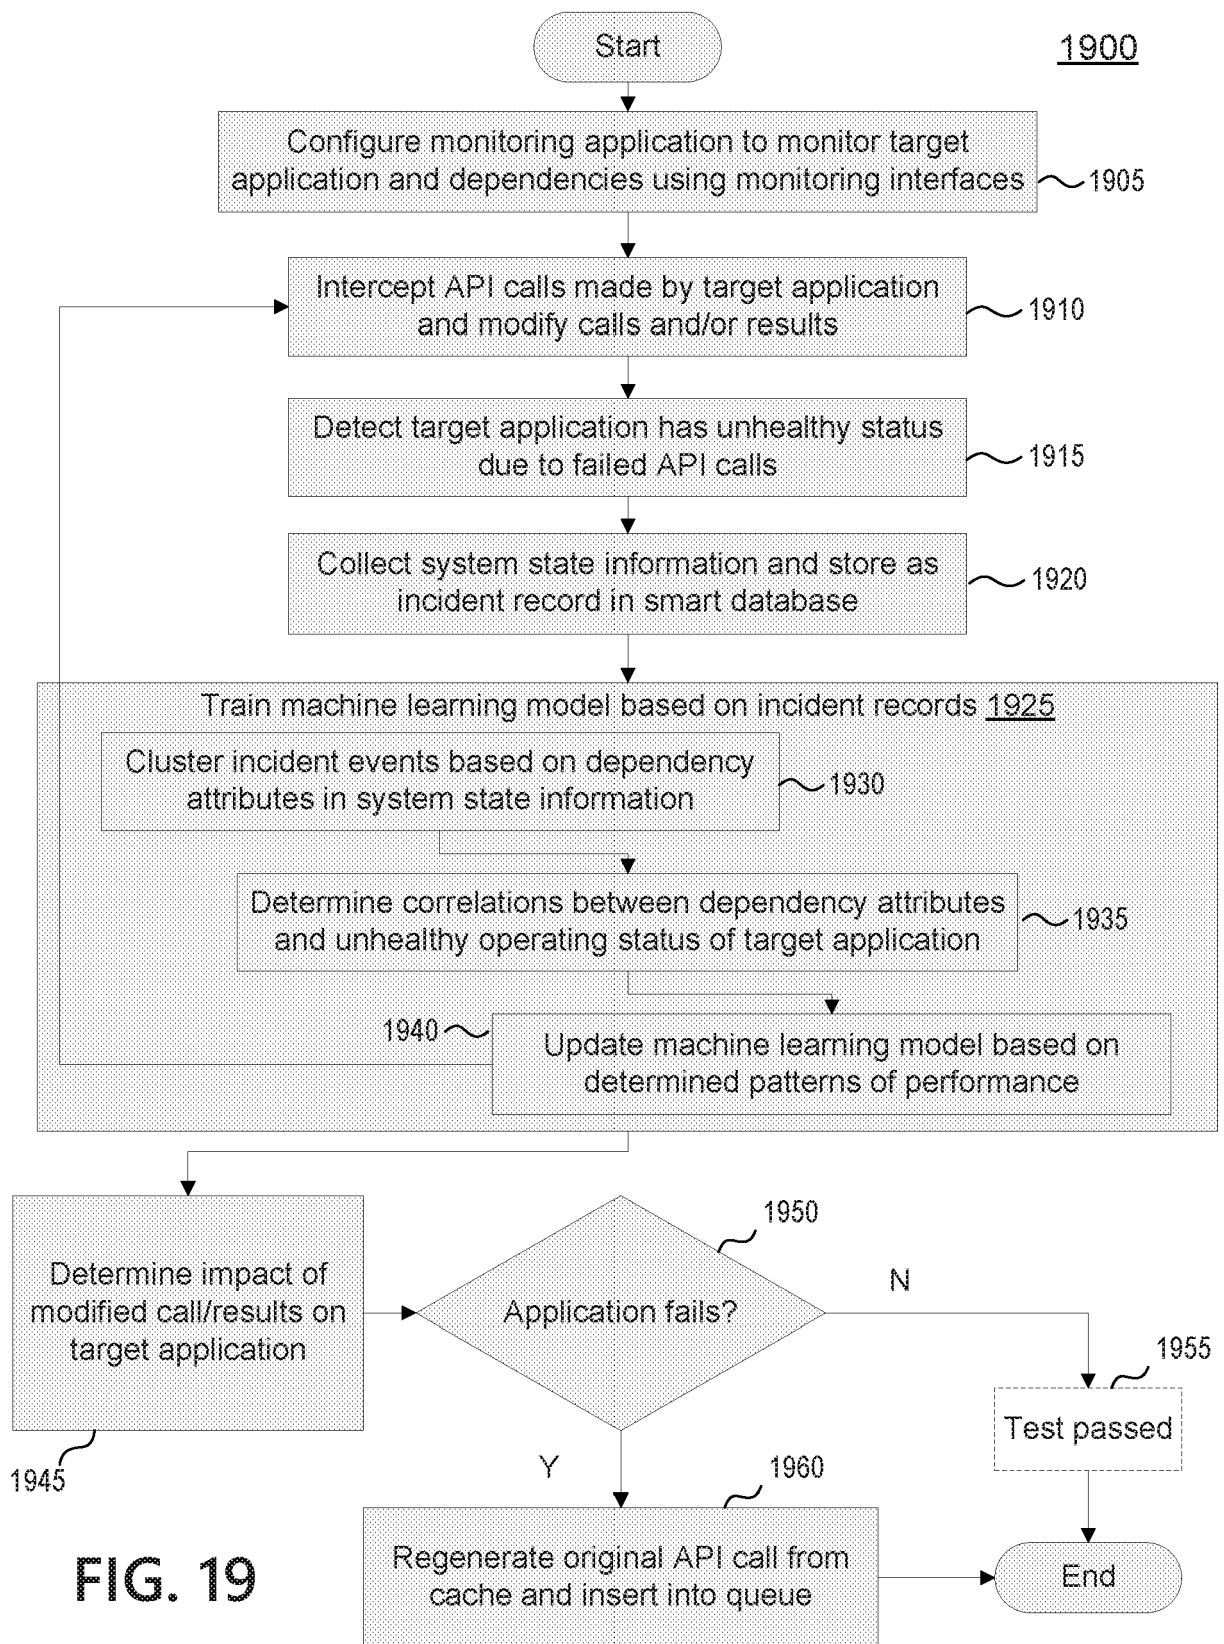 Start
1900
Configure monitoring application to monitor target
application and dependencies using monitoring interfaces
1905
Intercept API calls made by target application
and modify calls and/or results
1910
Detect target application has unhealthy status
due to failed API calls
1915
Collect system state information and store as
incident record in smart database
1920
Train machine learning model based on incident records 1925
Cluster incident events based on dependency
attributes in system state information
1930
Determine correlations between dependency attributes
and unhealthy operating status of target application
1935
1940
Update machine learning model based on
determined patterns of performance
Determine impact of
modified call/results on
target application
1945
Application fails?
1950
N
1955
Test passed
Y
1960
Regenerate original API call from
cache and insert into queue
End
FIG. 19